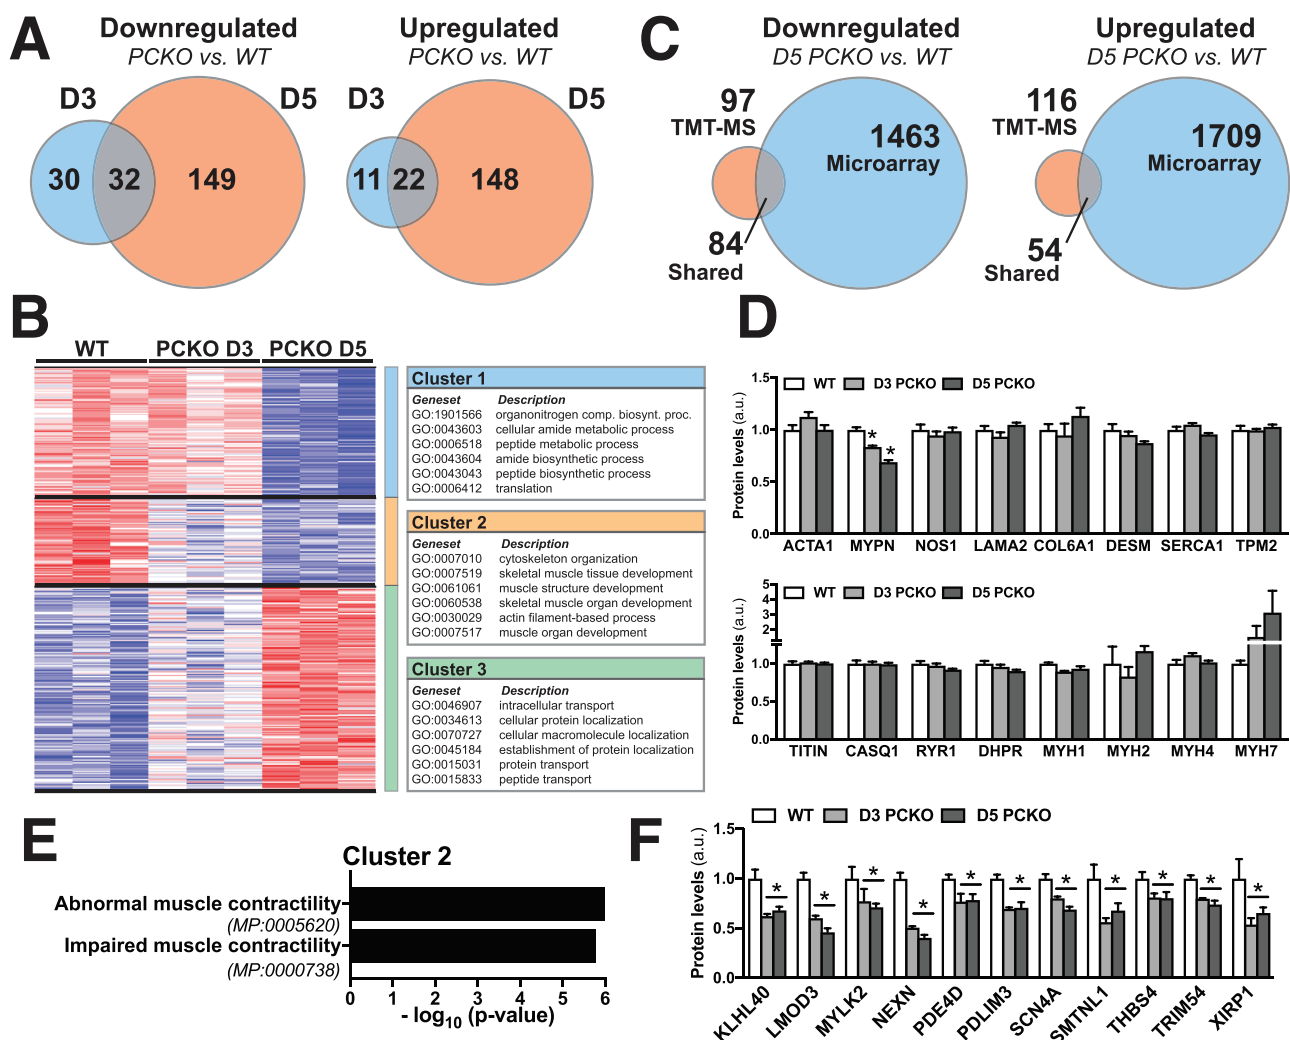 A
Downregulated
PCKO vs. WT
D3
D5
30
32
149
Upregulated
PCKO vs. WT
D3
D5
11
22
148
C
Downregulated
D5 PCKO vs. WT
97
TMT-MS
1463
Microarray
84
Shared
Upregulated
D5 PCKO vs. WT
116
TMT-MS
1709
Microarray
54
Shared
B
WT PCKO D3 PCKO D5
Cluster 1
Geneset Description
GO:1901566 organonitrogen comp. biosynt. proc.
GO:0043603 cellular amide metabolic process
GO:0006518 peptide metabolic process
GO:0043604 amide biosynthetic process
GO:0043043 peptide biosynthetic process
GO:0006412 translation
Cluster 2
Geneset Description
GO:0007010 cytoskeleton organization
GO:0007519 skeletal muscle tissue development
GO:0061061 muscle structure development
GO:0060538 skeletal muscle organ development
GO:0030029 actin filament-based process
GO:0007517 muscle organ development
Cluster 3
Geneset Description
GO:0046907 intracellular transport
GO:0034613 cellular protein localization
GO:0070727 cellular macromolecule localization
GO:0045184 establishment of protein localization
GO:0015031 protein transport
GO:0015833 peptide transport
D
WT D3 PCKO D5 PCKO
Protein levels (a.u.)
1.5
1.0
0.5
0.0
* *
ACTA1 MYPN NOS1 LAMA2 COL6A1 DESM SERCA1 TPM2
WT D3 PCKO D5 PCKO
Protein levels (a.u.)
5
4
3
2
1.0
0.5
0.0
TITIN CASQ1 RYR1 DHPR MYH1 MYH2 MYH4 MYH7
E
Cluster 2
Abnormal muscle contractility
(MP:0005620)
Impaired muscle contractility
(MP:0000738)
0 1 2 3 4 5 6
- log10 (p-value)
F
WT D3 PCKO D5 PCKO
Protein levels (a.u.)
1.5
1.0
0.5
0.0
* * * * * * * * * * *
KLHL40 LMOD3 MYLK2 NEXN PDE4D PDLIM3 SCN4A SMTNL1 THBS4 TRIM54 XIRP1